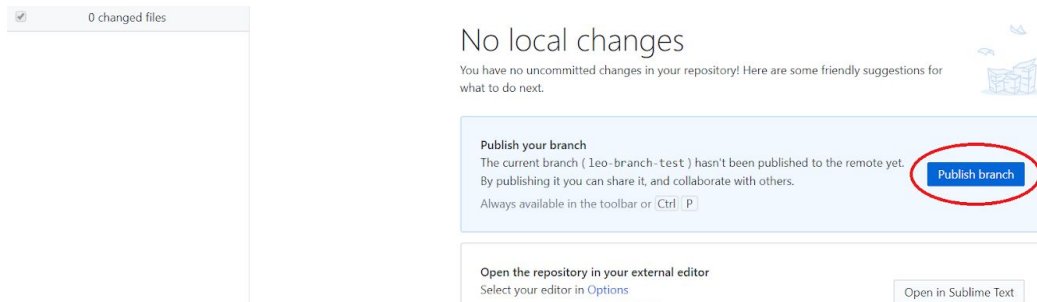 0 changed files
No local changes
You have no uncommitted changes in your repository! Here are some friendly suggestions for
what to do next.
Publish your branch
The current branch ( leo-branch-test ) hasn't been published to the remote yet.
By publishing it you can share it, and collaborate with others.
Always available in the toolbar or Ctrl P
Publish branch
Open the repository in your external editor
Select your editor in Options
Open in Sublime Text